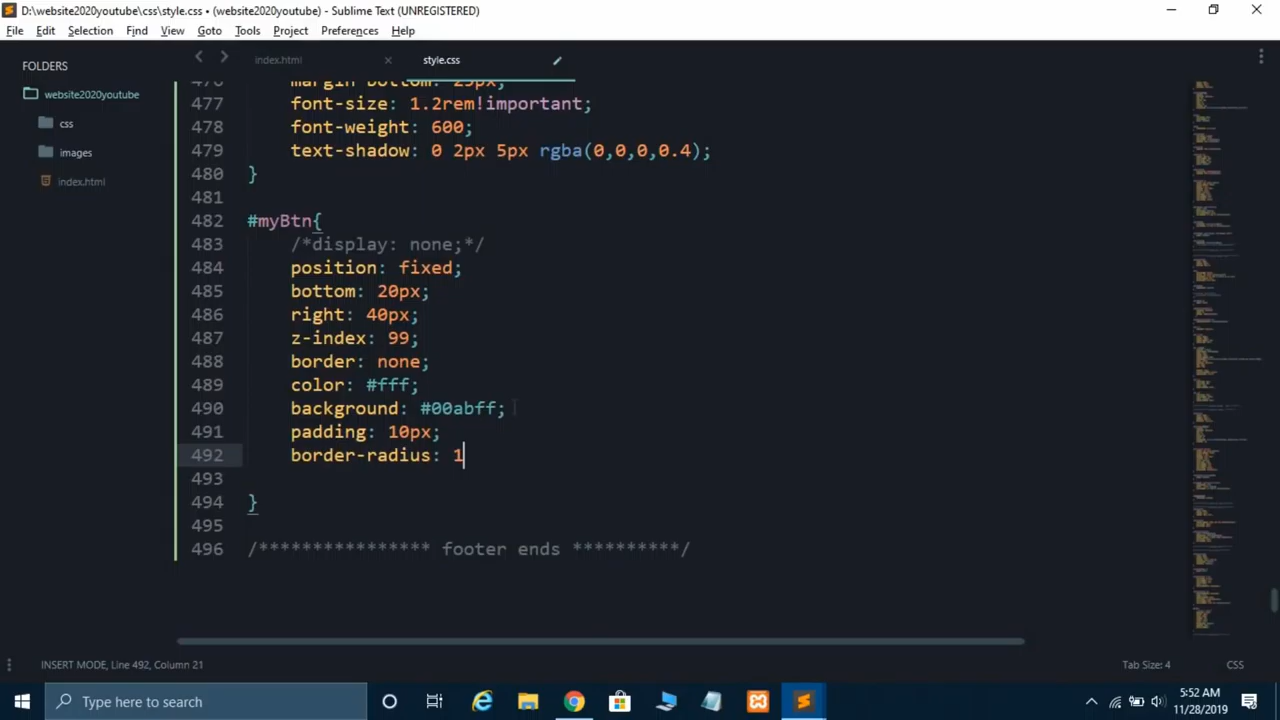 D:\website2020youtube\css\style.css • (website2020youtube) - Sublime Text (UNREGISTERED)
File Edit Selection Find View Goto Tools Project Preferences Help
FOLDERS
website2020youtube
css
images
index.html
index.html
style.css
476 margin-bottom: 25px;
477 font-size: 1.2rem!important;
478 font-weight: 600;
479 text-shadow: 0 2px 5px rgba(0,0,0,0.4);
480 }
481
482 #myBtn{
483 /*display: none;*/
484 position: fixed;
485 bottom: 20px;
486 right: 40px;
487 z-index: 99;
488 border: none;
489 color: #fff;
490 background: #00abff;
491 padding: 10px;
492 border-radius: 1
493
494 }
495
496 /**************** footer ends **********/
INSERT MODE, Line 492, Column 21
Tab Size: 4
CSS
Type here to search
5:52 AM
11/28/2019